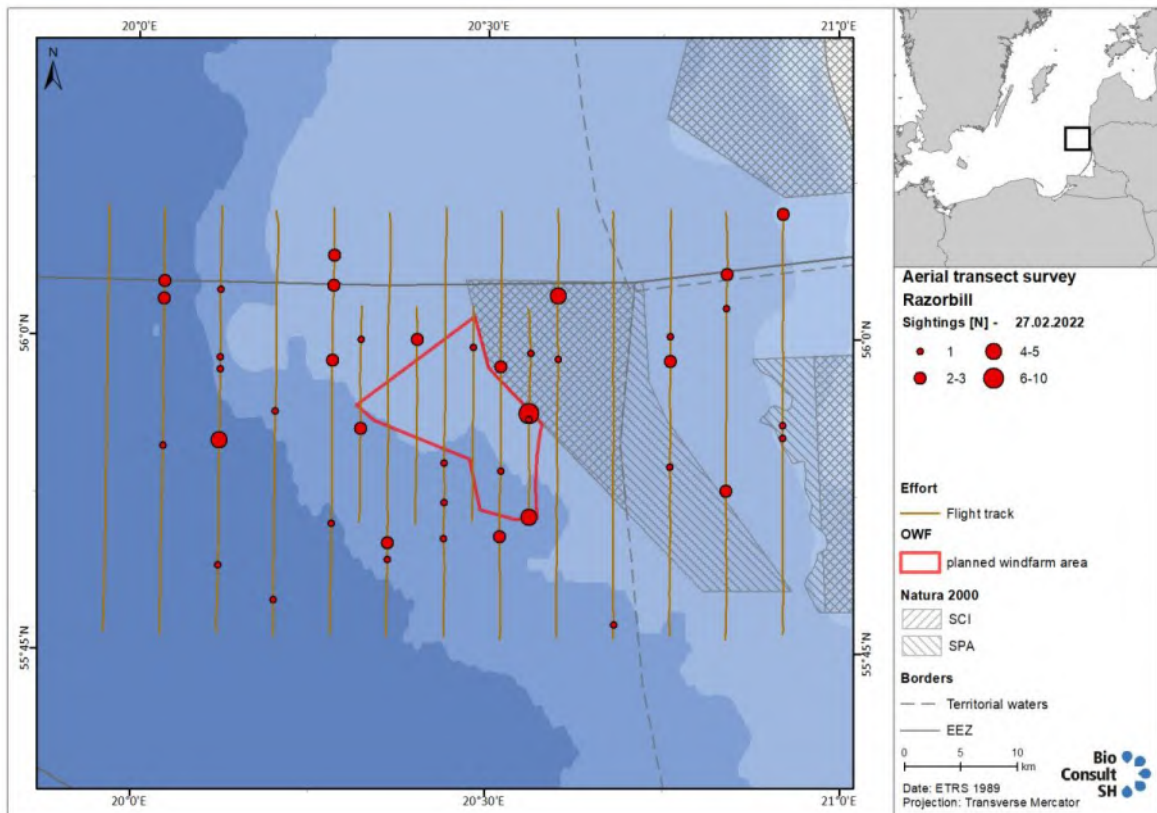 20°0'E
20°30'E
21°0'E
N
56°0'N
56°0'N
55°45'N
55°45'N
20°0'E
20°30'E
21°0'E
Aerial transect survey
Razorbill
Sightings [N] - 27.02.2022
1
4-5
2-3
6-10
Effort
Flight track
OWF
planned windfarm area
Natura 2000
SCI
SPA
Borders
Territorial waters
EEZ
0 5 10
km
Bio
Consult
SH
Date: ETRS 1989
Projection: Transverse Mercator